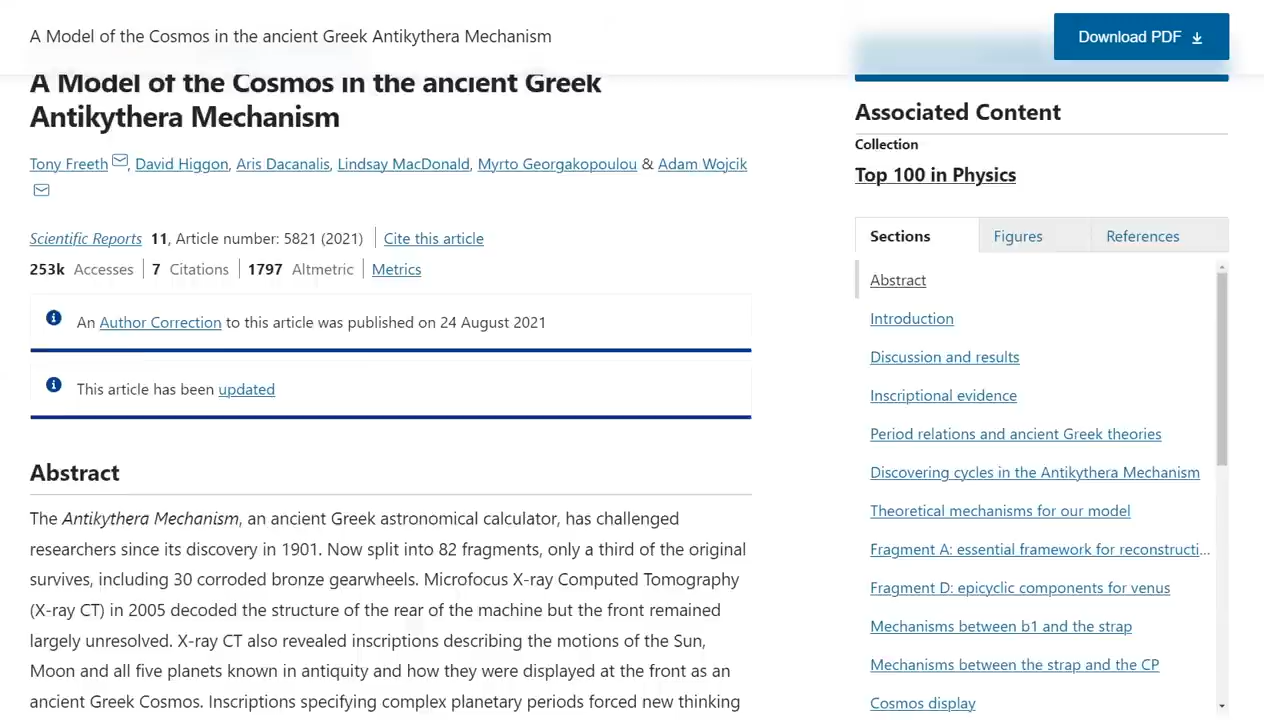 A Model of the Cosmos in the ancient Greek Antikythera Mechanism
Download PDF
A Model of the Cosmos in the ancient Greek
Antikythera Mechanism
Tony Freeth, David Higgon, Aris Dacanalis, Lindsay MacDonald, Myrto Georgakopoulou & Adam Wojcik
Scientific Reports 11, Article number: 5821 (2021) Cite this article
253k Accesses 7 Citations 1797 Altmetric Metrics
An Author Correction to this article was published on 24 August 2021
This article has been updated
Abstract
The Antikythera Mechanism, an ancient Greek astronomical calculator, has challenged
researchers since its discovery in 1901. Now split into 82 fragments, only a third of the original
survives, including 30 corroded bronze gearwheels. Microfocus X-ray Computed Tomography
(X-ray CT) in 2005 decoded the structure of the rear of the machine but the front remained
largely unresolved. X-ray CT also revealed inscriptions describing the motions of the Sun,
Moon and all five planets known in antiquity and how they were displayed at the front as an
ancient Greek Cosmos. Inscriptions specifying complex planetary periods forced new thinking
Associated Content
Collection
Top 100 in Physics
Sections Figures References
Abstract
Introduction
Discussion and results
Inscriptional evidence
Period relations and ancient Greek theories
Discovering cycles in the Antikythera Mechanism
Theoretical mechanisms for our model
Fragment A: essential framework for reconstructi...
Fragment D: epicyclic components for venus
Mechanisms between b1 and the strap
Mechanisms between the strap and the CP
Cosmos display